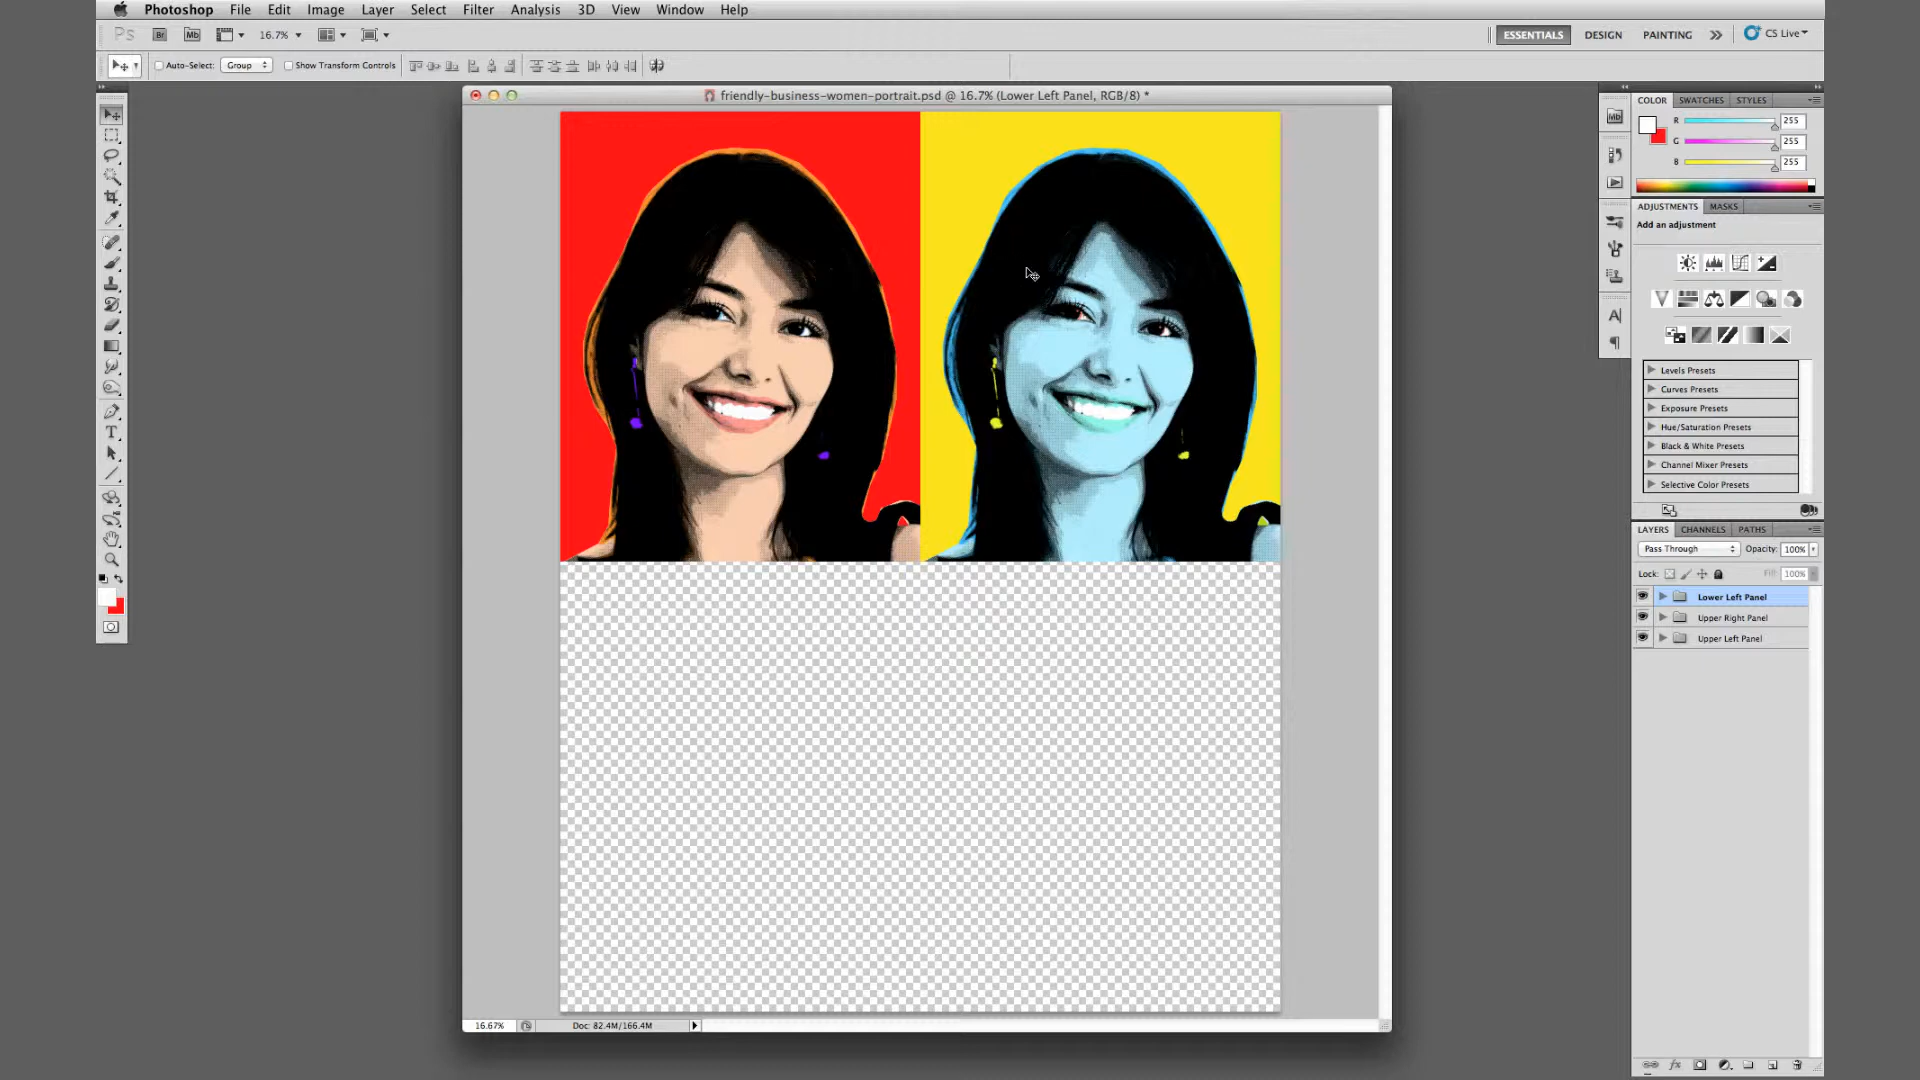 Photoshop File Edit Image Layer Select Filter Analysis 3D View Window Help
Ps Br Mb 16.7% ESSENTIALS DESIGN PAINTING CS Live
Auto-Select: Group Show Transform Controls
friendly-business-women-portrait.psd @ 16.7% (Lower Left Panel, RGB/8) *
COLOR SWATCHES STYLES
Mb
R 255
G 255
B 255
ADJUSTMENTS MASKS
Add an adjustment
Levels Presets
Curves Presets
Exposure Presets
Hue/Saturation Presets
Black & White Presets
Channel Mixer Presets
Selective Color Presets
LAYERS CHANNELS PATHS
Pass Through Opacity: 100%
Lock: Fill: 100%
Lower Left Panel
Upper Right Panel
Upper Left Panel
16.67% Doc: 82.4M/166.4M